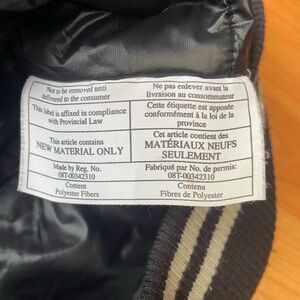 Not to be removed until
delivered to the consumer
Ne pas enlever avant la
livraison au consommateur
This label is affixed in compliance
with Provincial Law
Cette étiquette est apposée
conformément à la loi de la
province
This article contains
NEW MATERIAL ONLY
Cet article contient des
MATÉRIAUX NEUFS
SEULEMENT
Made by Reg. No.
08T-00342310
Fabriqué par No. de permis:
08T-00342310
Content
Polyester Fibers
Contenu
Fibres de Polyester